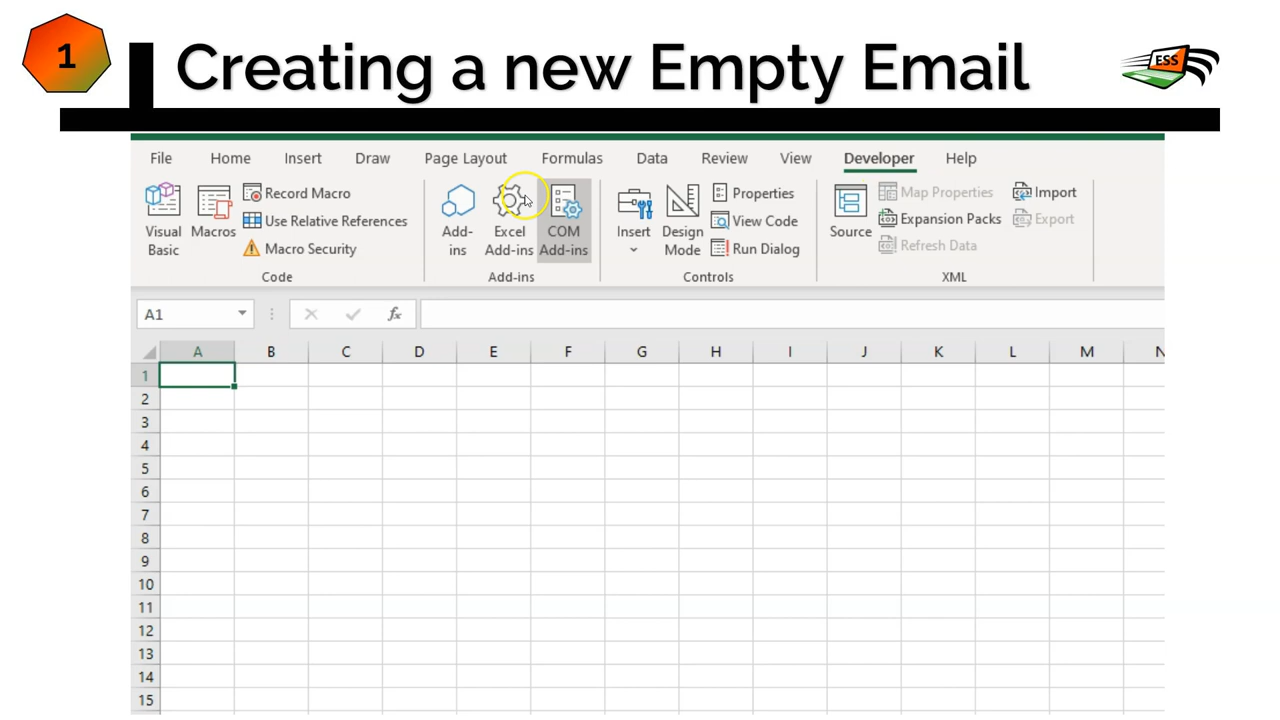 1
Creating a new Empty Email
ESS
File Home Insert Draw Page Layout Formulas Data Review View Developer Help
Visual Basic
Macros
Record Macro
Use Relative References
Macro Security
Code
Add-ins
Excel Add-ins
COM Add-ins
Add-ins
Insert
Design Mode
Properties
View Code
Run Dialog
Controls
Source
Map Properties
Expansion Packs
Refresh Data
Import
Export
XML
A1
fx
A B C D E F G H I J K L M N
1
2
3
4
5
6
7
8
9
10
11
12
13
14
15